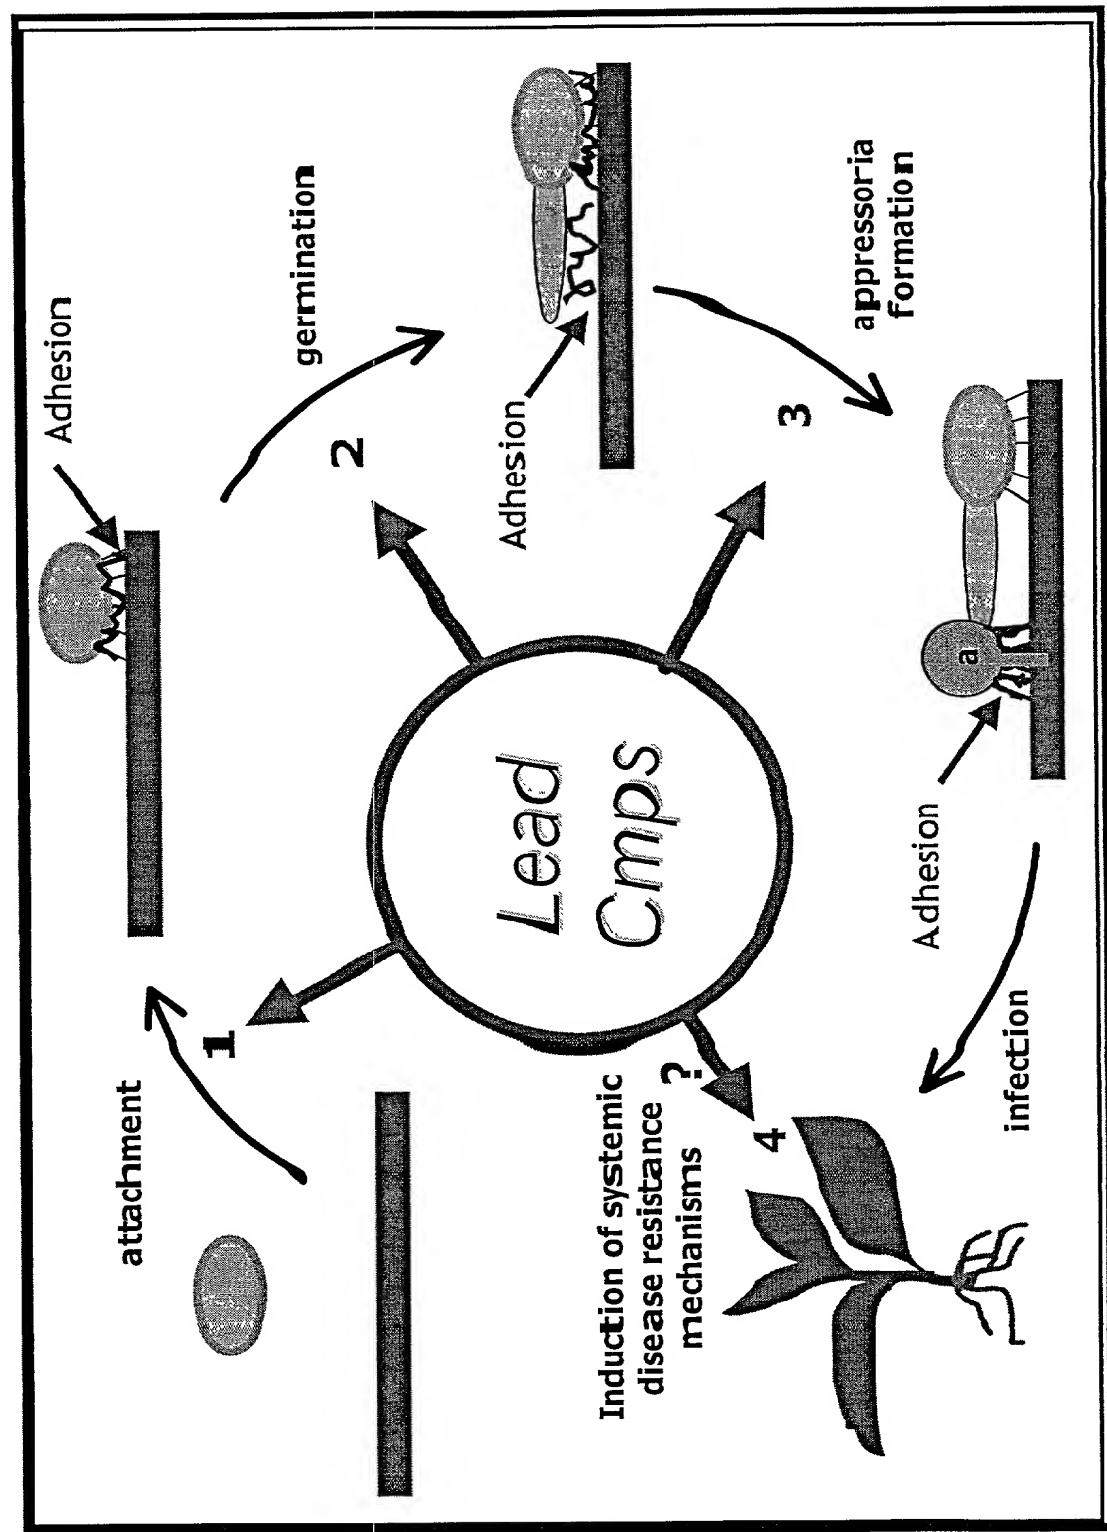 attachment
1
Adhesion
germination
2
Adhesion
3
appressoria
formation
a
Adhesion
infection
Lead
Cmps
?
4
Induction of systemic
disease resistance
mechanisms